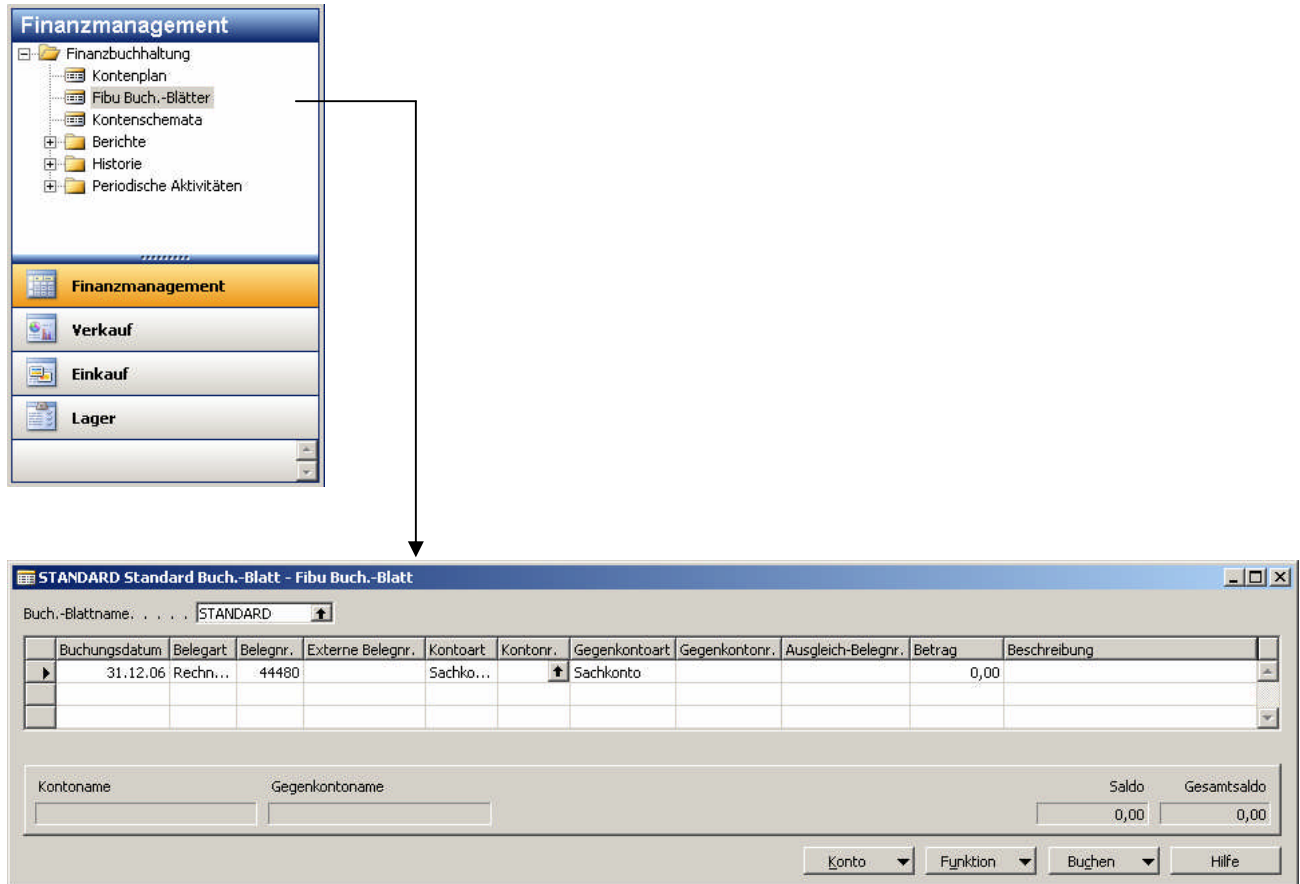 Finanzmanagement
Finanzbuchhaltung
Kontenplan
Fibu Buch.-Blätter
Kontenschemata
Berichte
Historie
Periodische Aktivitäten
Finanzmanagement
Verkauf
Einkauf
Lager
STANDARD Standard Buch.-Blatt - Fibu Buch.-Blatt
Buch.-Blattname. . . . . STANDARD
Buchungsdatum Belegart Belegnr. Externe Belegnr. Kontoart Kontonr. Gegenkontoart Gegenkontonr. Ausgleich-Belegnr. Betrag Beschreibung
31.12.06 Rechn... 44480 Sachko... Sachkonto 0,00
Kontoname Gegenkontoname Saldo Gesamtsaldo
0,00 0,00
Konto Funktion Buchen Hilfe